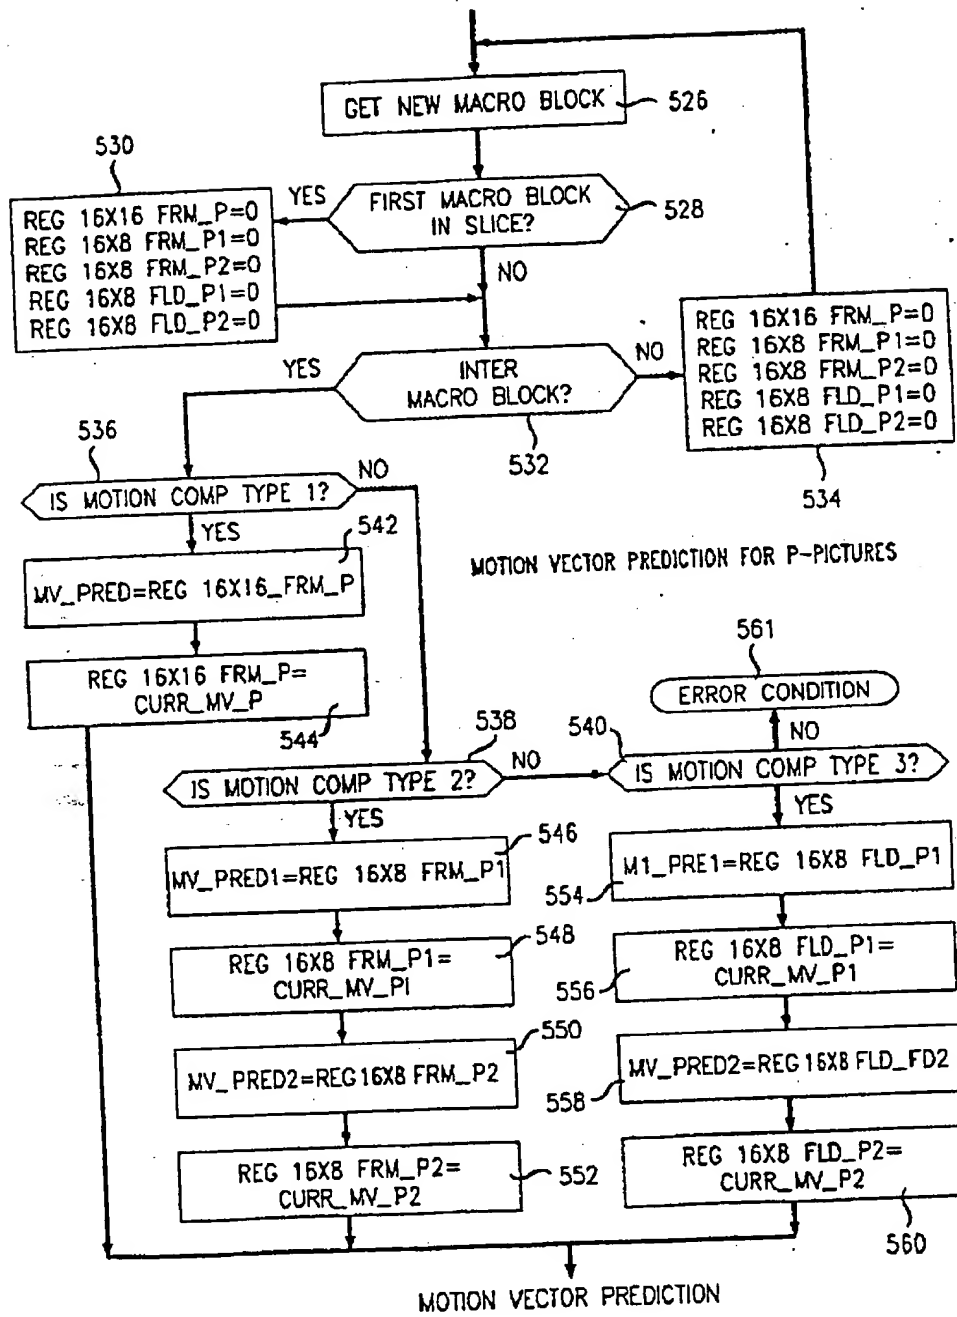 GET NEW MACRO BLOCK
526
530
YES
FIRST MACRO BLOCK
IN SLICE?
528
REG 16X16 FRM_P=0
REG 16X8 FRM_P1=0
REG 16X8 FRM_P2=0
REG 16X8 FLD_P1=0
REG 16X8 FLD_P2=0
NO
YES
INTER
MACRO BLOCK?
NO
532
REG 16X16 FRM_P=0
REG 16X8 FRM_P1=0
REG 16X8 FRM_P2=0
REG 16X8 FLD_P1=0
REG 16X8 FLD_P2=0
534
536
NO
IS MOTION COMP TYPE 1?
YES
542
MV_PRED=REG 16X16_FRM_P
MOTION VECTOR PREDICTION FOR P-PICTURES
REG 16X16 FRM_P=
CURR_MV_P
544
561
ERROR CONDITION
NO
538
540
IS MOTION COMP TYPE 2?
NO
IS MOTION COMP TYPE 3?
YES
YES
546
MV_PRED1=REG 16X8 FRM_P1
M1_PRE1=REG 16X8 FLD_P1
554
548
REG 16X8 FRM_P1=
CURR_MV_PI
REG 16X8 FLD_P1=
CURR_MV_P1
556
550
MV_PRED2=REG16X8 FRM_P2
MV_PRED2=REG16X8 FLD_FD2
558
REG 16X8 FRM_P2=
CURR_MV_P2
552
REG 16X8 FLD_P2=
CURR_MV_P2
560
MOTION VECTOR PREDICTION